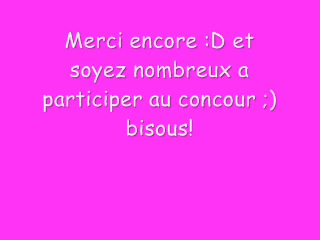 Merci encore :D et
soyez nombreux a
participer au concour ;)
bisous!